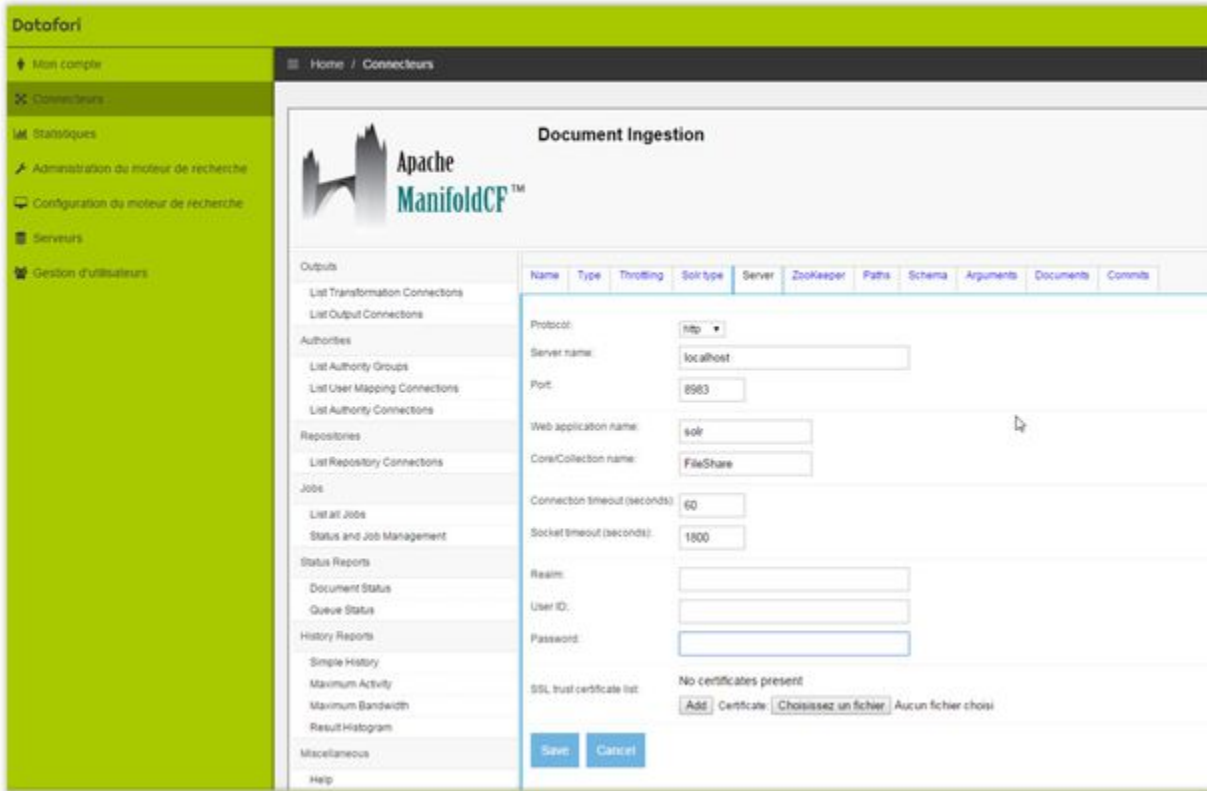 Datafari
Mon compte
Connecteurs
Statistiques
Administration du moteur de recherche
Configuration du moteur de recherche
Serveurs
Gestion d'utilisateurs
Home / Connecteurs
Apache
ManifoldCF™
Document Ingestion
Outputs
List Transformation Connections
List Output Connections
Authorities
List Authority Groups
List User Mapping Connections
List Authority Connections
Repositories
List Repository Connections
Jobs
List all Jobs
Status and Job Management
Status Reports
Document Status
Queue Status
History Reports
Simple History
Maximum Activity
Maximum Bandwidth
Result Histogram
Miscellaneous
Help
Name Type Throttling Solr type Server ZooKeeper Paths Schema Arguments Documents Commits
Protocol: http
Server name: localhost
Port: 8983
Web application name: solr
Core/Collection name: FileShare
Connection timeout (seconds) 60
Socket timeout (seconds): 1800
Realm:
User ID:
Password:
SSL trust certificate list: No certificates present
Add Certificate: Choisissez un fichier Aucun fichier choisi
Save Cancel